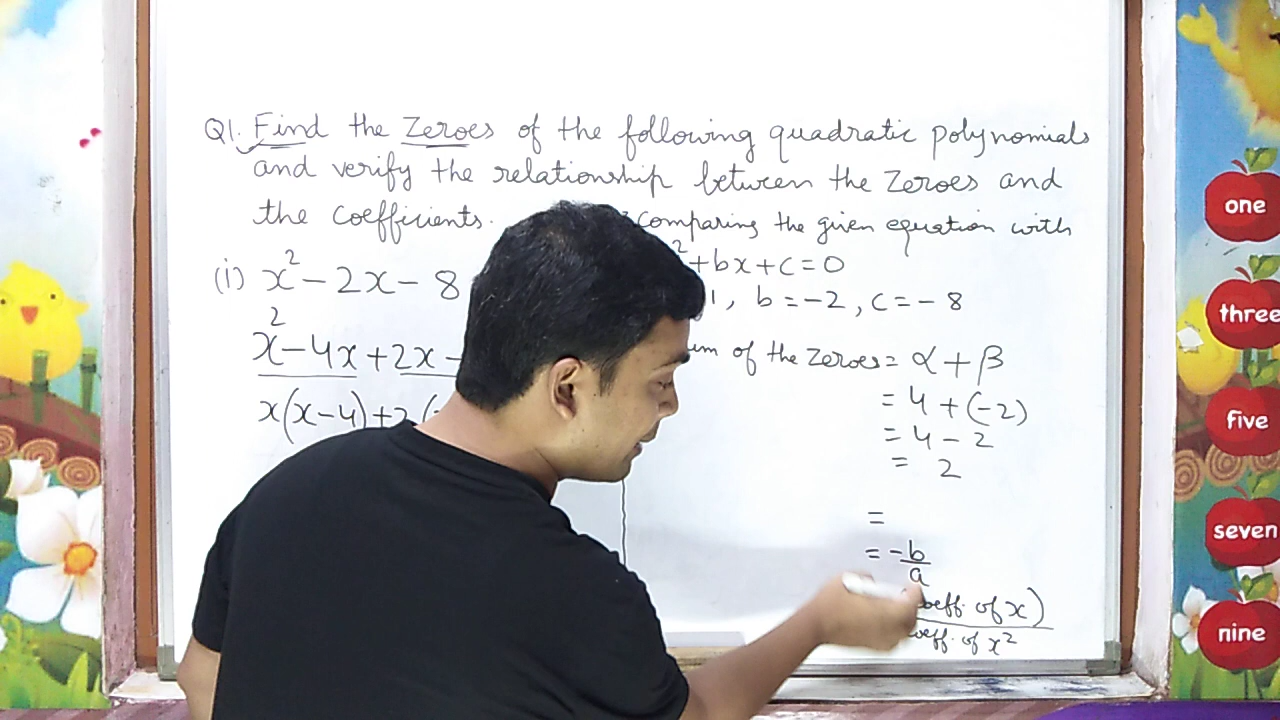 Q1. Find the Zeroes of the following quadratic polynomials
and verify the relationship between the Zeroes and
the coefficients.
Comparing the given equation with
(i) x² - 2x - 8
² + bx + c = 0
1, b = -2, c = -8
x² - 4x + 2x -
of the Zeroes = α + β
x(x-4) + 2(
= 4 + (-2)
= 4 - 2
= 2
=
= -b/a
of x)
of x²
one
three
five
seven
nine